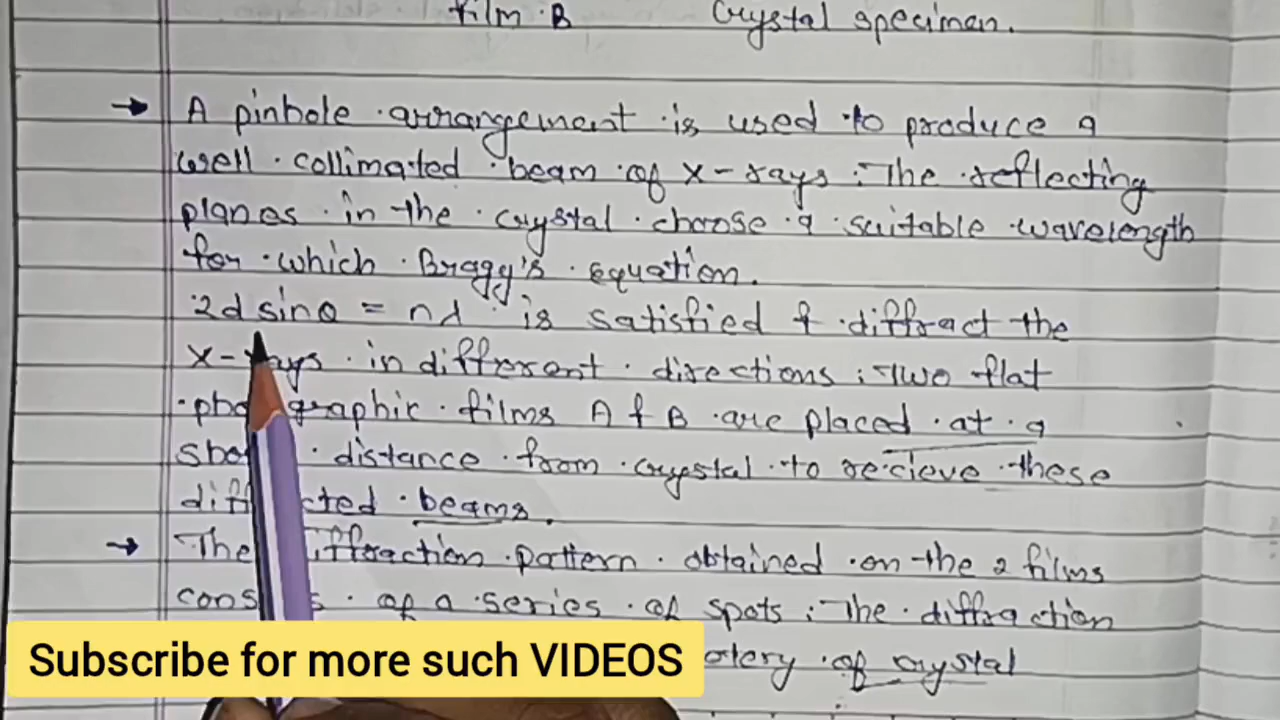 film B Crystal specimen.
→ A pinhole arrangement is used to produce a
well collimated beam of x-rays. The reflecting
planes in the crystal choose a suitable wavelength
for which Bragg's equation.
2d sinθ = nλ is satisfied & diffract the
x-rays in different directions. Two flat
films A & B are placed at a
distance from crystal to recieve these
beams.
→ The pattern obtained on the 2 films
of a series of spots. The diffraction
of crystal
Subscribe for more such VIDEOS